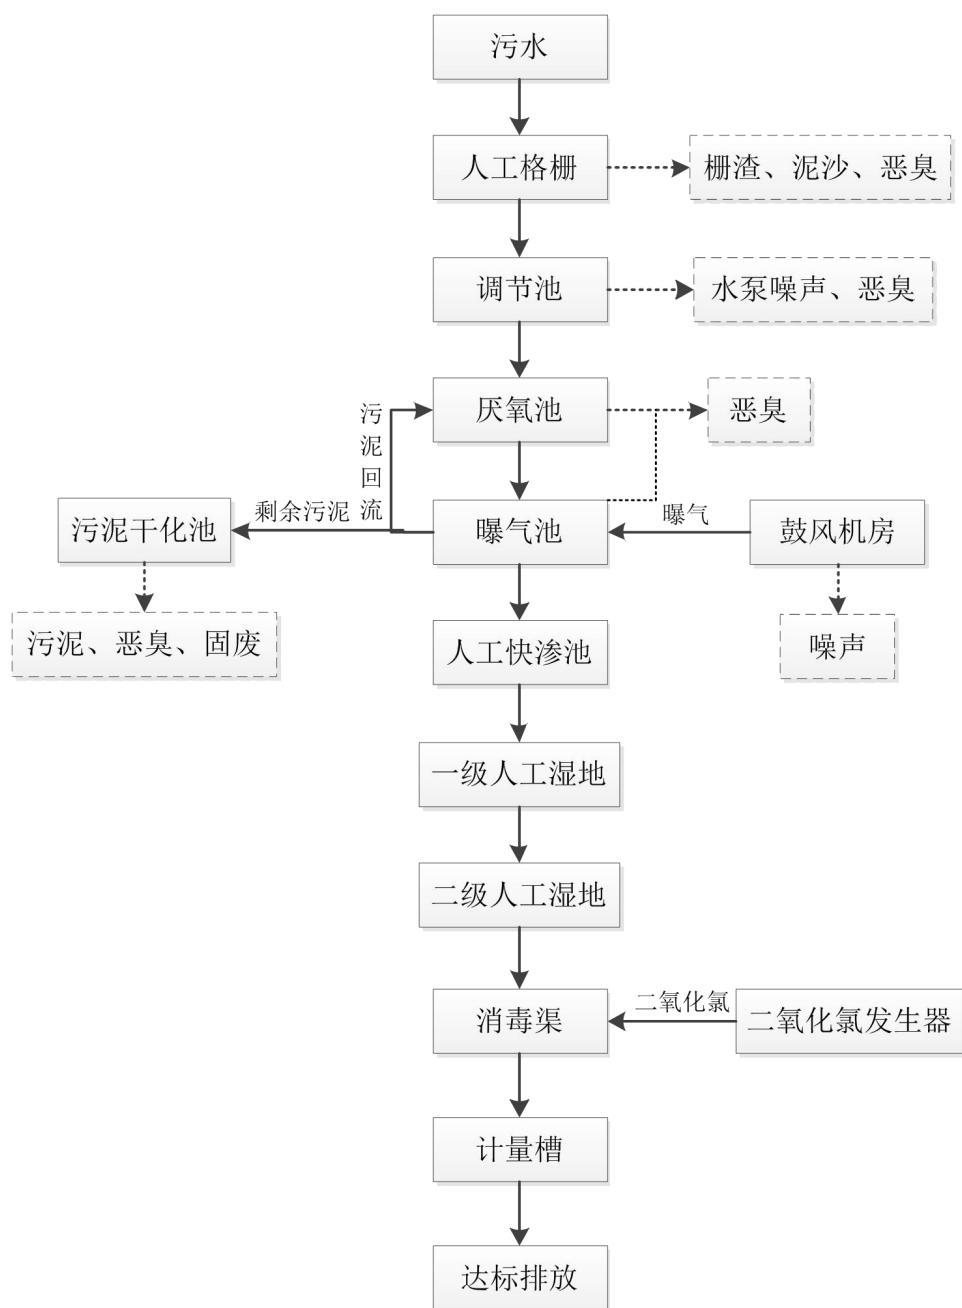 污水
人工格栅
栅渣、泥沙、恶臭
调节池
水泵噪声、恶臭
厌氧池
恶臭
污泥回流
剩余污泥
污泥干化池
曝气池
曝气
鼓风机房
污泥、恶臭、固废
人工快渗池
噪声
一级人工湿地
二级人工湿地
消毒渠
二氧化氯
二氧化氯发生器
计量槽
达标排放